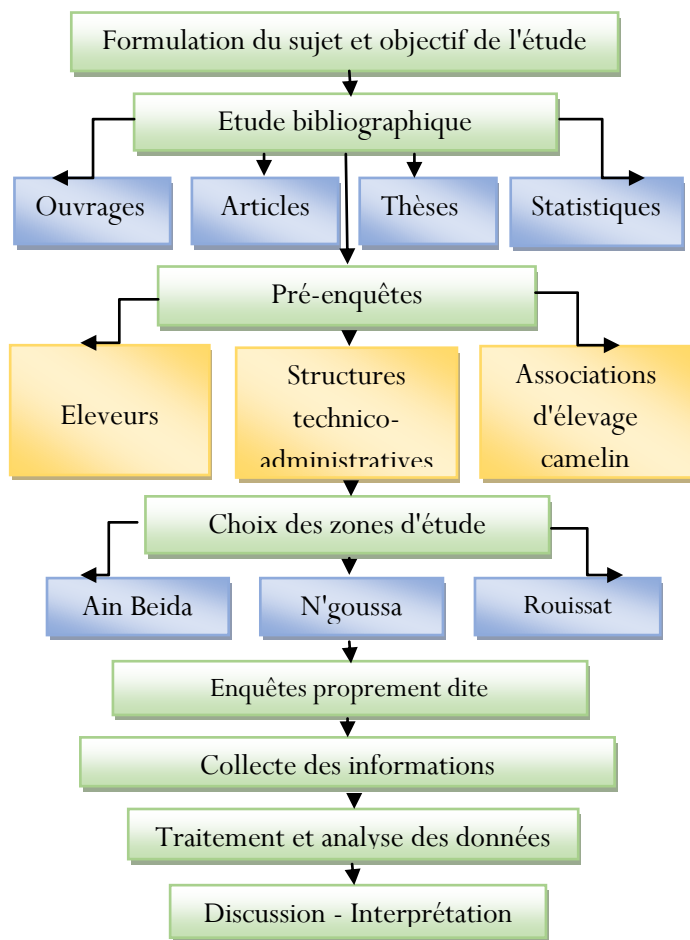 Formulation du sujet et objectif de l'étude
Etude bibliographique
Ouvrages
Articles
Thèses
Statistiques
Pré-enquêtes
Eleveurs
Structures
technico-
administratives
Associations
d'élevage
camelin
Choix des zones d'étude
Ain Beida
N'goussa
Rouissat
Enquêtes proprement dite
Collecte des informations
Traitement et analyse des données
Discussion - Interprétation